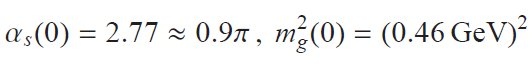 αₛ(0) = 2.77 ≈ 0.9π , m²g(0) = (0.46 GeV)²